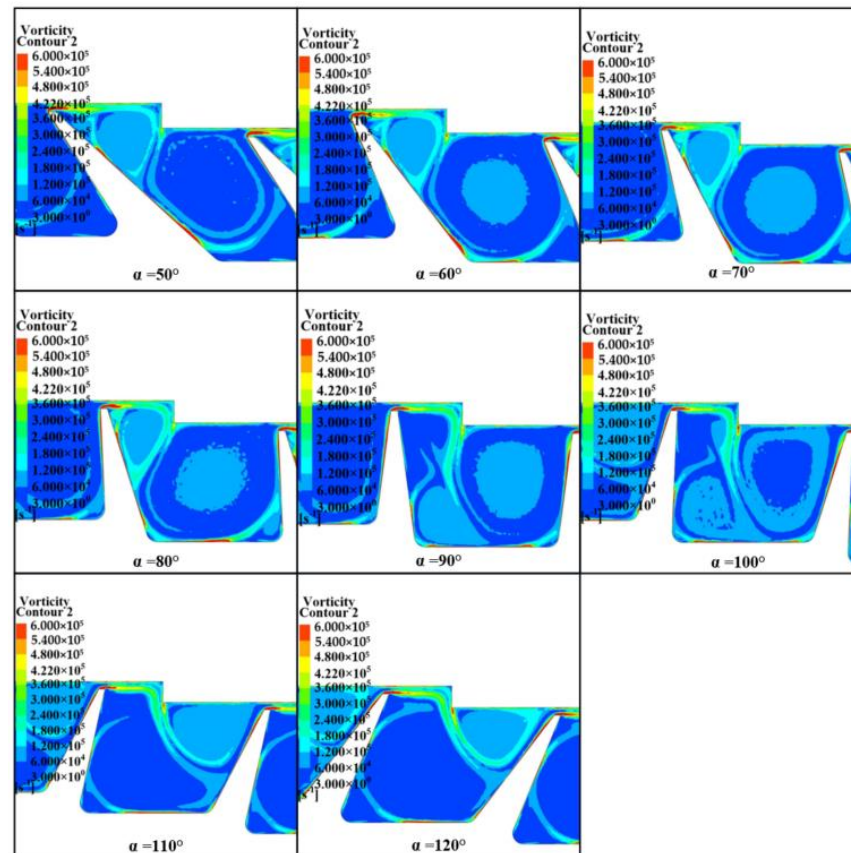 Vorticity
Contour 2
6.000×10⁵
5.400×10⁵
4.800×10⁵
4.220×10⁵
3.600×10⁵
3.000×10⁵
2.400×10⁵
1.800×10⁵
1.200×10⁵
6.000×10⁴
3.000×10⁰
[s⁻¹]
α =50°
Vorticity
Contour 2
6.000×10⁵
5.400×10⁵
4.800×10⁵
4.220×10⁵
3.600×10⁵
3.000×10⁵
2.400×10⁵
1.800×10⁵
1.200×10⁵
6.000×10⁴
3.000×10⁰
[s⁻¹]
α =60°
Vorticity
Contour 2
6.000×10⁵
5.400×10⁵
4.800×10⁵
4.220×10⁵
3.600×10⁵
3.000×10⁵
2.400×10⁵
1.800×10⁵
1.200×10⁵
6.000×10⁴
3.000×10⁰
[s⁻¹]
α =70°
Vorticity
Contour 2
6.000×10⁵
5.400×10⁵
4.800×10⁵
4.220×10⁵
3.600×10⁵
3.000×10⁵
2.400×10⁵
1.800×10⁵
1.200×10⁵
6.000×10⁴
3.000×10⁰
[s⁻¹]
α =80°
Vorticity
Contour 2
6.000×10⁵
5.400×10⁵
4.800×10⁵
4.220×10⁵
3.600×10⁵
3.000×10⁵
2.400×10⁵
1.800×10⁵
1.200×10⁵
6.000×10⁴
3.000×10⁰
[s⁻¹]
α =90°
Vorticity
Contour 2
6.000×10⁵
5.400×10⁵
4.800×10⁵
4.220×10⁵
3.600×10⁵
3.000×10⁵
2.400×10⁵
1.800×10⁵
1.200×10⁵
6.000×10⁴
3.000×10⁰
[s⁻¹]
α =100°
Vorticity
Contour 2
6.000×10⁵
5.400×10⁵
4.800×10⁵
4.220×10⁵
3.600×10⁵
3.000×10⁵
2.400×10⁵
1.800×10⁵
1.200×10⁵
6.000×10⁴
3.000×10⁰
[s⁻¹]
α =110°
Vorticity
Contour 2
6.000×10⁵
5.400×10⁵
4.800×10⁵
4.220×10⁵
3.600×10⁵
3.000×10⁵
2.400×10⁵
1.800×10⁵
1.200×10⁵
6.000×10⁴
3.000×10⁰
[s⁻¹]
α =120°